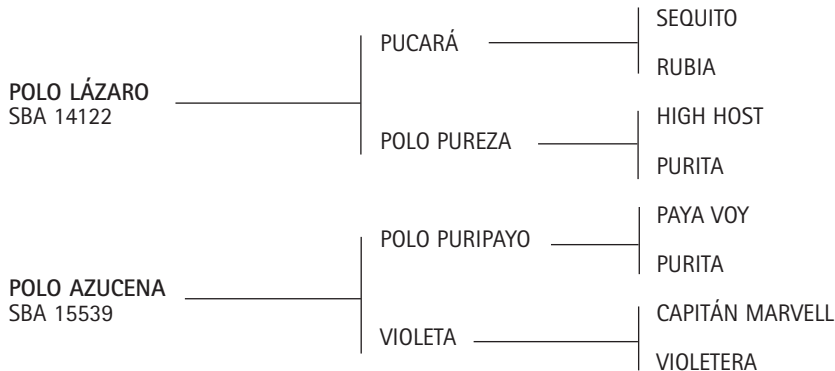 POLO LÁZARO
SBA 14122
PUCARÁ
SEQUITO
RUBIA
POLO PUREZA
HIGH HOST
PURITA
POLO AZUCENA
SBA 15539
POLO PURIPAYO
PAYA VOY
PURITA
VIOLETA
CAPITÁN MARVELL
VIOLETERA